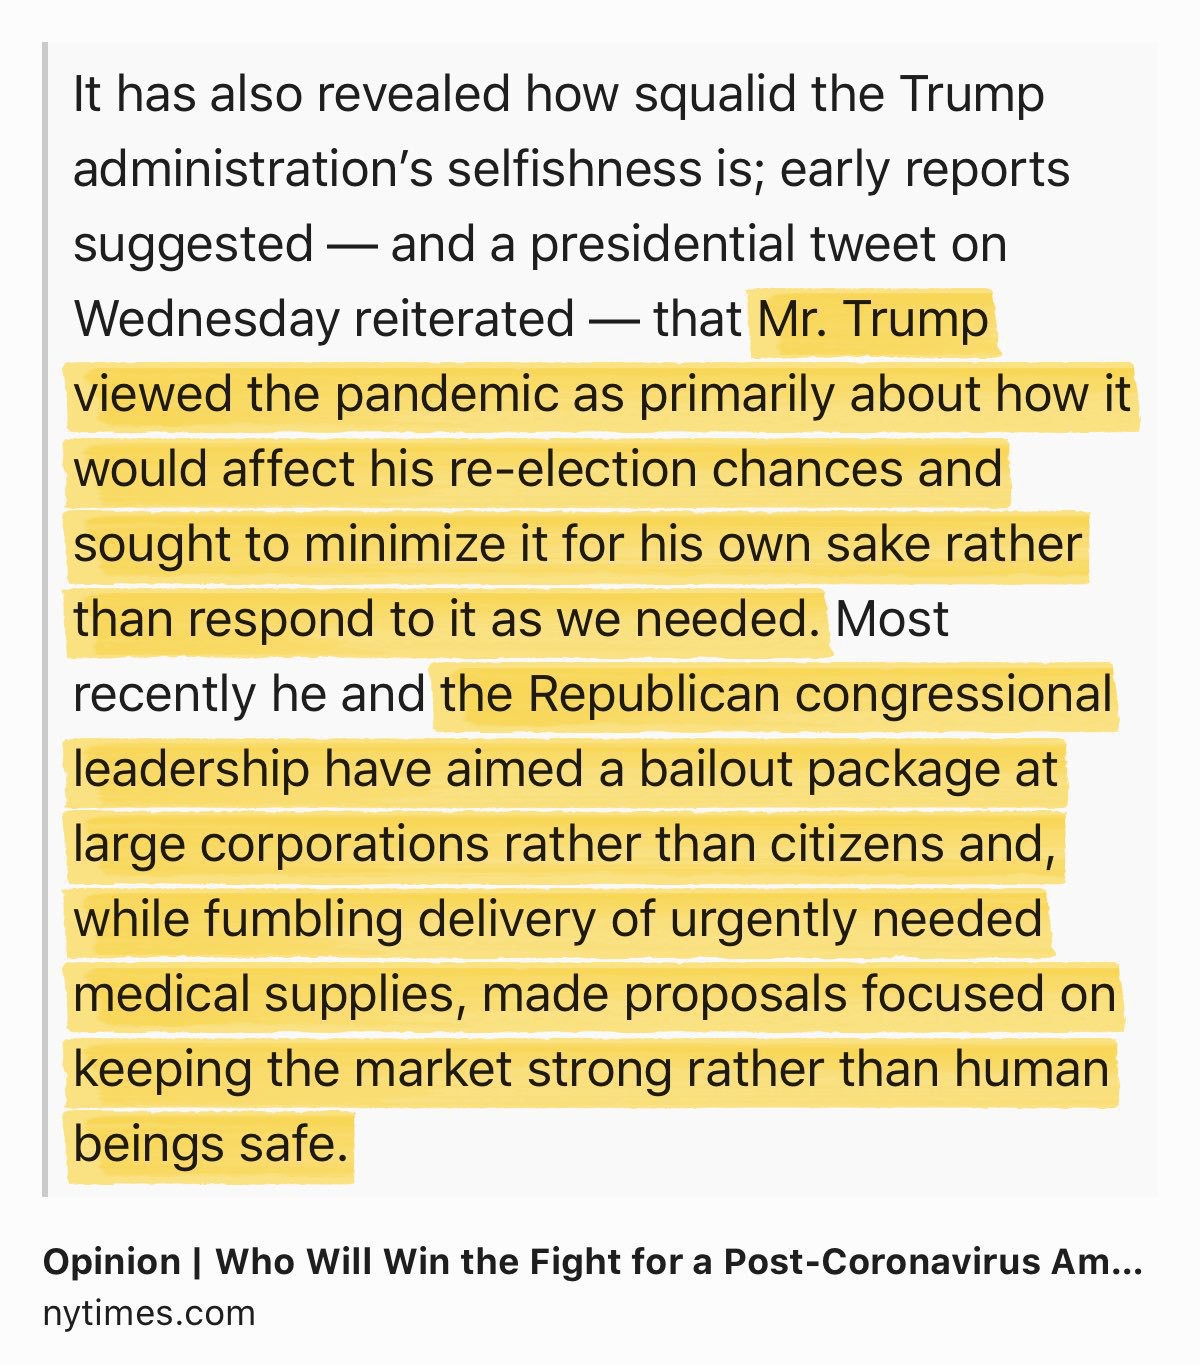 It has also revealed how squalid the Trump
administration’s selfishness is; early reports
suggested — and a presidential tweet on
Wednesday reiterated — that Mr. Trump
viewed the pandemic as primarily about how it
would affect his re-election chances and
sought to minimize it for his own sake rather
than respond to it as we needed. Most
recently he and the Republican congressional
leadership have aimed a bailout package at
large corporations rather than citizens and,
while fumbling delivery of urgently needed
medical supplies, made proposals focused on
keeping the market strong rather than human
beings safe.
Opinion | Who Will Win the Fight for a Post-Coronavirus Am...
nytimes.com